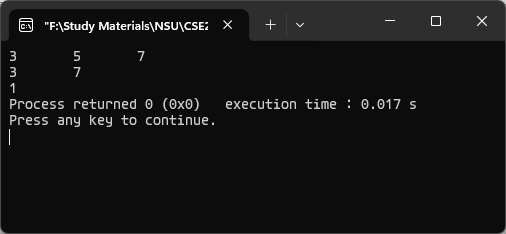 "F:\Study Materials\NSU\CSE2
3 5 7
3 7
1
Process returned 0 (0x0) execution time : 0.017 s
Press any key to continue.